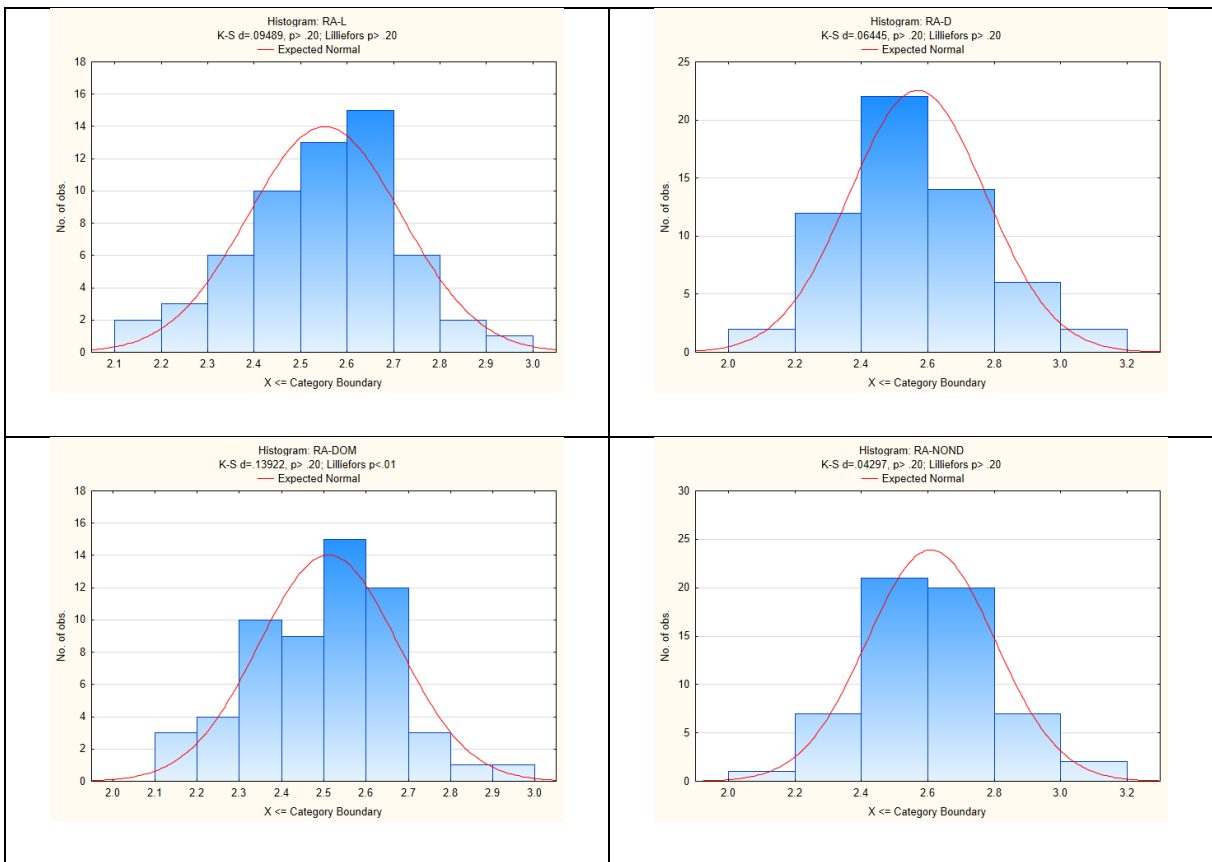 Histogram: RA-L
K-S d=.09489, p> .20; Lilliefors p> .20
Expected Normal
18
16
14
12
10
8
6
4
2
0
No. of obs.
2.1 2.2 2.3 2.4 2.5 2.6 2.7 2.8 2.9 3.0
X <= Category Boundary
Histogram: RA-D
K-S d=.06445, p> .20; Lilliefors p> .20
Expected Normal
25
20
15
10
5
0
No. of obs.
2.0 2.2 2.4 2.6 2.8 3.0 3.2
X <= Category Boundary
Histogram: RA-DOM
K-S d=.13922, p> .20; Lilliefors p<.01
Expected Normal
18
16
14
12
10
8
6
4
2
0
No. of obs.
2.0 2.1 2.2 2.3 2.4 2.5 2.6 2.7 2.8 2.9 3.0
X <= Category Boundary
Histogram: RA-NOND
K-S d=.04297, p> .20; Lilliefors p> .20
Expected Normal
30
25
20
15
10
5
0
No. of obs.
2.0 2.2 2.4 2.6 2.8 3.0 3.2
X <= Category Boundary